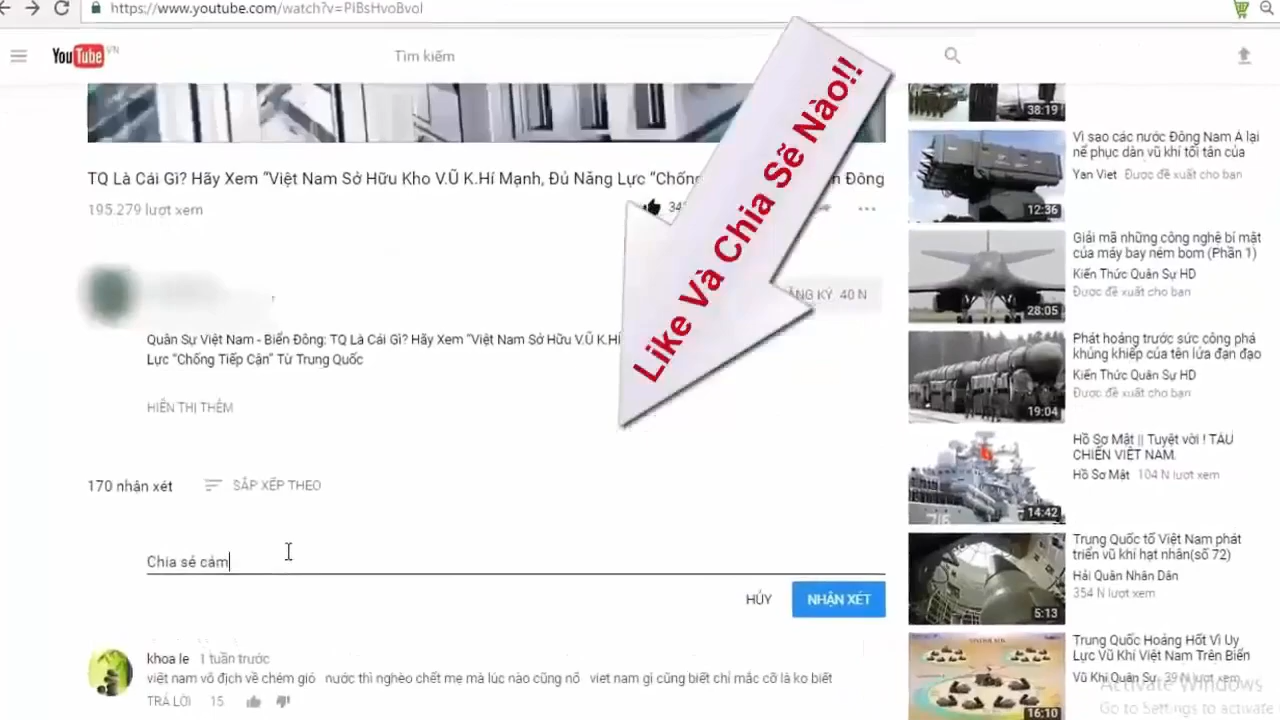 https://www.youtube.com/watch?v=PiBsHvoBvoI
YouTube VN
Tìm kiếm
TQ Là Cái Gì? Hãy Xem “Việt Nam Sở Hữu Kho V.Ũ K.Hí Mạnh, Đủ Năng Lực “Chống
n Đông
195.279 lượt xem
Like Và Chia Sẽ Nào!!
ĂNG KÝ 40 N
Quân Sự Việt Nam - Biển Đông: TQ Là Cái Gì? Hãy Xem “Việt Nam Sở Hữu V.Ũ K.Hí
Lực “Chống Tiếp Cận” Từ Trung Quốc
HIỂN THỊ THÊM
170 nhận xét
SẮP XẾP THEO
Chia sẻ cảm
HỦY
NHẬN XÉT
khoa le 1 tuần trước
việt nam vô địch về chém gió nước thì nghèo chết mẹ mà lúc nào cũng nổ viet nam gì cũng biết chỉ mắc cỡ là ko biết
TRẢ LỜI 15
38:19
Vì sao các nước Đông Nam Á lại
nể phục dàn vũ khí tối tân của
Yan Viet Được đề xuất cho bạn
12:36
Giải mã những công nghệ bí mật
của máy bay ném bom (Phần 1)
Kiến Thức Quân Sự HD
Được đề xuất cho bạn
28:05
Phát hoảng trước sức công phá
khủng khiếp của tên lửa đạn đạo
Kiến Thức Quân Sự HD
Được đề xuất cho bạn
19:04
Hồ Sơ Mật || Tuyệt vời ! TÀU
CHIẾN VIỆT NAM.
Hồ Sơ Mật 104 N lượt xem
14:42
Trung Quốc tố Việt Nam phát
triển vũ khí hạt nhân(số 72)
Hải Quân Nhân Dân
354 N lượt xem
5:13
Trung Quốc Hoảng Hốt Vì Uy
Lực Vũ Khí Việt Nam Trên Biển
Vũ Khí Quân Sự 39 N lượt xem
16:10
Activate Windows
Go to Settings to activate